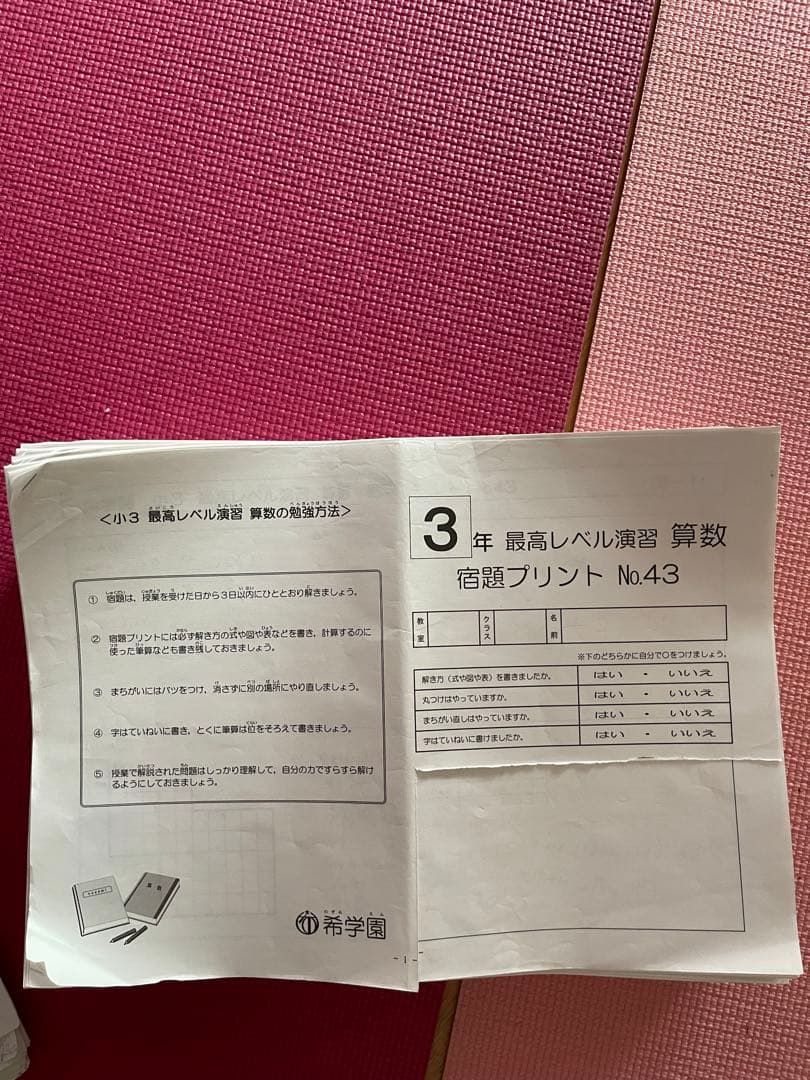 <小3 最高レベル演習 算数の勉強方法>
① 宿題は、授業を受けた日から3日以内にひととおり解きましょう。
② 宿題プリントには必ず解き方の式や図や表などを書き、計算するのに
使った筆算なども書き残しておきましょう。
③ まちがいにはバツをつけ、消さずに別の場所にやり直しましょう。
④ 字はていねいに書き、とくに筆算は位をそろえて書きましょう。
⑤ 授業で解説された問題はしっかり理解して、自分の力ですらすら解け
るようにしておきましょう。
算数
希学園
- 1 -
3年 最高レベル演習 算数
宿題プリント No.43
教室 クラス 名前
※下のどちらかに自分で○をつけましょう。
解き方（式や図や表）を書きましたか。 はい ・ いいえ
丸つけはやっていますか。 はい ・ いいえ
まちがい直しはやっていますか。 はい ・ いいえ
字はていねいに書けましたか。 はい ・ いいえ